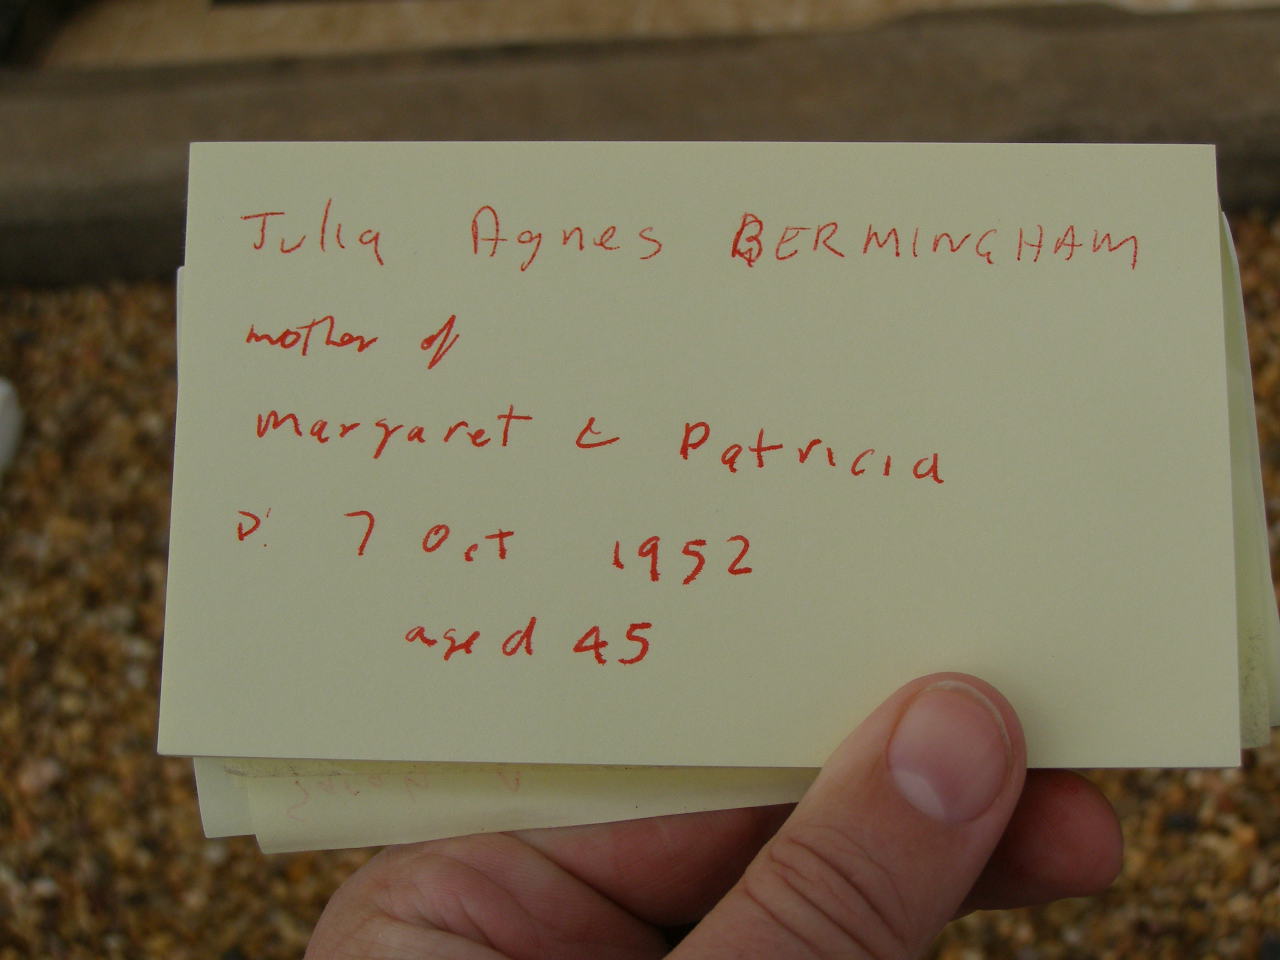 Julia Agnes BERMINGHAM
mother of
Margaret & Patricia
D: 7 Oct 1952
aged 45